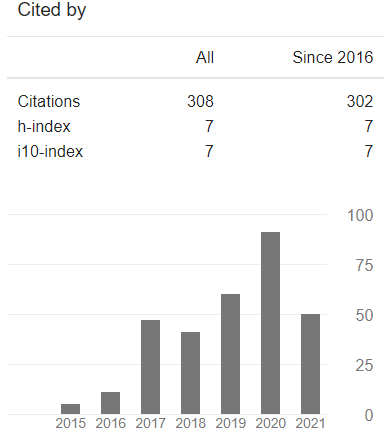 Cited by
All Since 2016
Citations 308 302
h-index 7 7
i10-index 7 7
100
75
50
25
0
2015 2016 2017 2018 2019 2020 2021